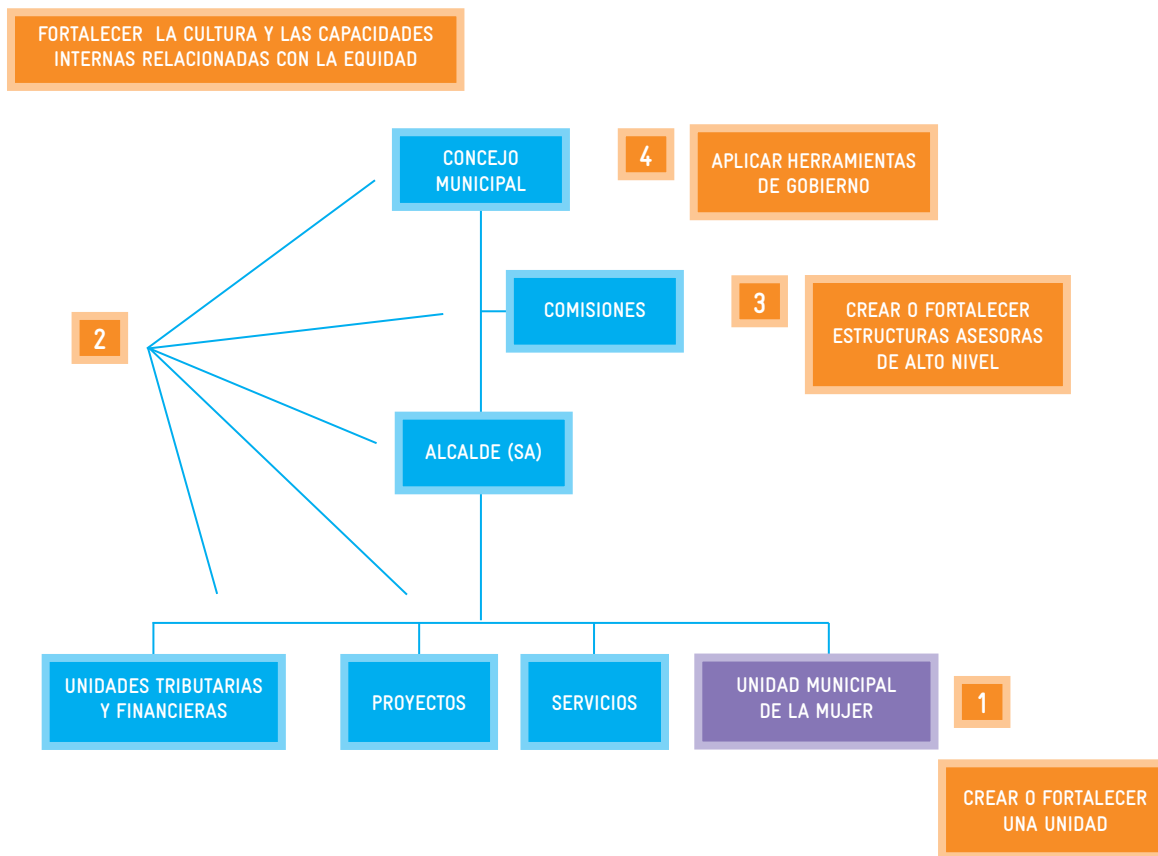 FORTALECER LA CULTURA Y LAS CAPACIDADES
INTERNAS RELACIONADAS CON LA EQUIDAD
CONCEJO
MUNICIPAL
4
APLICAR HERRAMIENTAS
DE GOBIERNO
COMISIONES
3
CREAR O FORTALECER
ESTRUCTURAS ASESORAS
DE ALTO NIVEL
2
ALCALDE (SA)
UNIDADES TRIBUTARIAS
Y FINANCIERAS
PROYECTOS
SERVICIOS
UNIDAD MUNICIPAL
DE LA MUJER
1
CREAR O FORTALECER
UNA UNIDAD